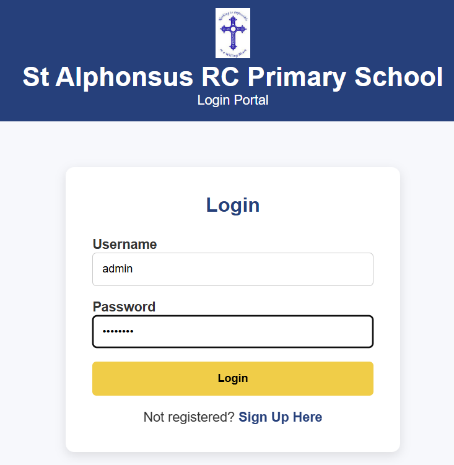 St Alphonsus RC Primary School
Login Portal
Login
Username
admin
Password
••••••••
Login
Not registered? Sign Up Here